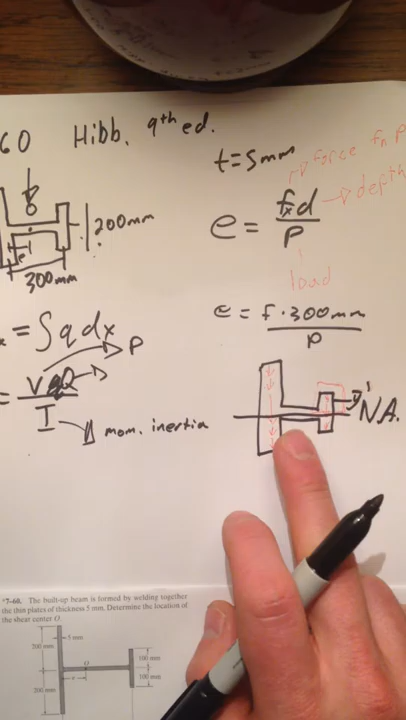 60 Hibb. 9th ed.
t=5mm
Force fn P
e = fx d / P
depth
load
200mm
e
300mm
e = f·300mm / P
x = ∫q dx
P
= VQ / I
mom. inertia
N.A.
*7-60. The built-up beam is formed by welding together
the thin plates of thickness 5 mm. Determine the location of
the shear center O.
5 mm
200 mm
O
e
100 mm
100 mm
200 mm